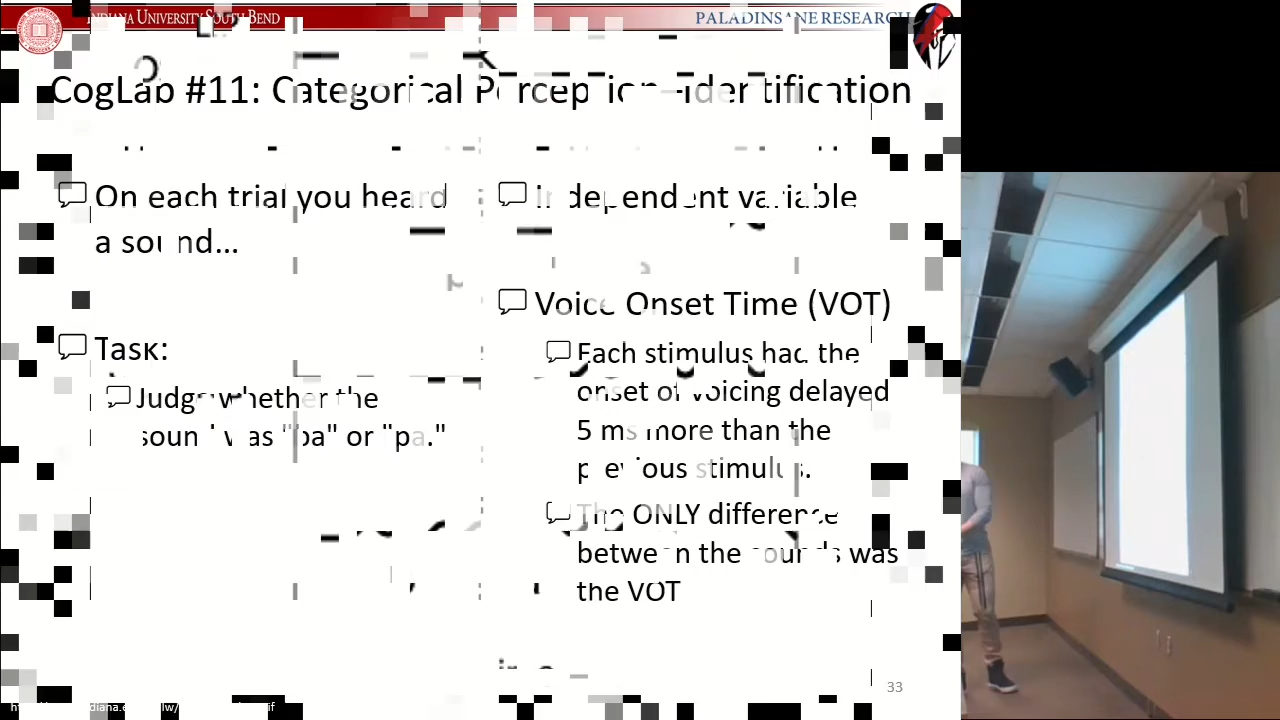 INDIANA UNIVERSITY SOUTH BEND
PALADINSANE RESEARCH
CogLab #11: Categorical Perception - Identification
On each trial you heard
a sound...
Task:
Judge whether the
sound was "ba" or "pa."
Independent variable
Voice Onset Time (VOT)
Each stimulus had the
onset of voicing delayed
5 ms more than the
previous stimulus.
The ONLY difference
between the sounds was
the VOT
33